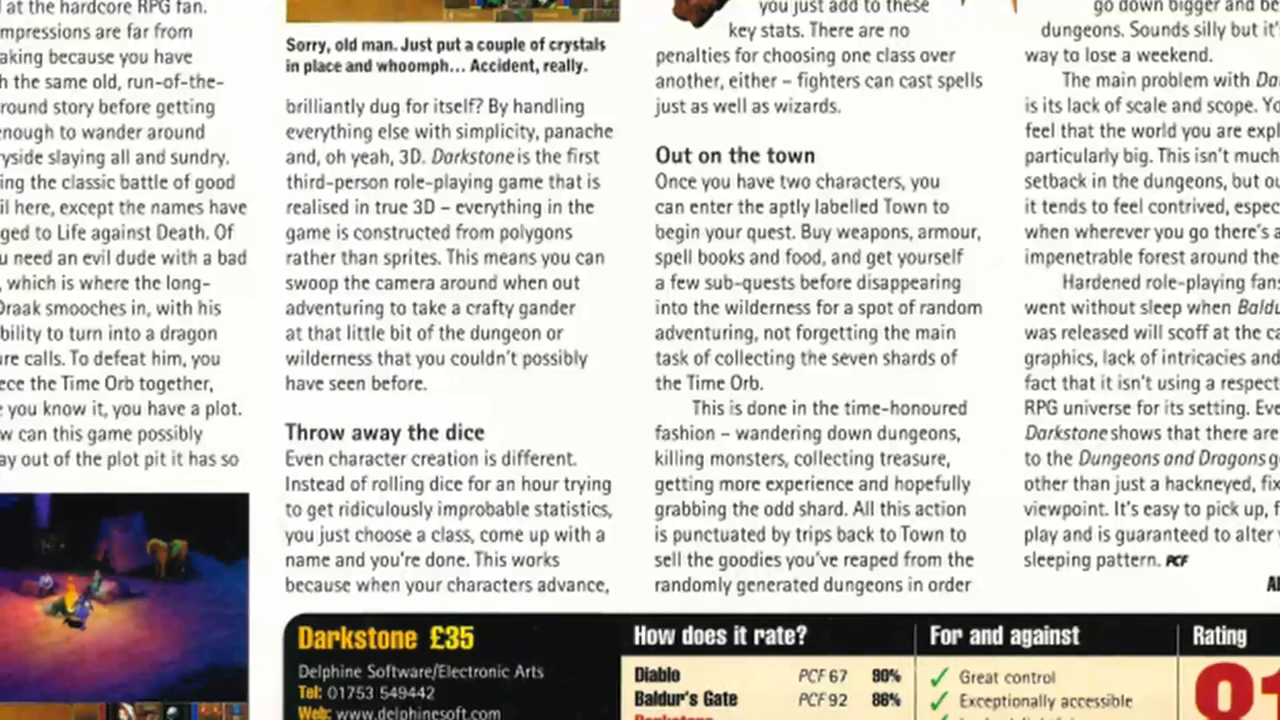 at the hardcore RPG fan.
mpressions are far from
aking because you have
h the same old, run-of-the-
round story before getting
enough to wander around
ryside slaying all and sundry.
ing the classic battle of good
il here, except the names have
ged to Life against Death. Of
u need an evil dude with a bad
, which is where the long-
Draak smooches in, with his
bility to turn into a dragon
re calls. To defeat him, you
ece the Time Orb together,
e you know it, you have a plot.
w can this game possibly
ay out of the plot pit it has so
Sorry, old man. Just put a couple of crystals
in place and whoomph... Accident, really.
brilliantly dug for itself? By handling
everything else with simplicity, panache
and, oh yeah, 3D. Darkstone is the first
third-person role-playing game that is
realised in true 3D – everything in the
game is constructed from polygons
rather than sprites. This means you can
swoop the camera around when out
adventuring to take a crafty gander
at that little bit of the dungeon or
wilderness that you couldn't possibly
have seen before.
Throw away the dice
Even character creation is different.
Instead of rolling dice for an hour trying
to get ridiculously improbable statistics,
you just choose a class, come up with a
name and you're done. This works
because when your characters advance,
you just add to these
key stats. There are no
penalties for choosing one class over
another, either – fighters can cast spells
just as well as wizards.
Out on the town
Once you have two characters, you
can enter the aptly labelled Town to
begin your quest. Buy weapons, armour,
spell books and food, and get yourself
a few sub-quests before disappearing
into the wilderness for a spot of random
adventuring, not forgetting the main
task of collecting the seven shards of
the Time Orb.
This is done in the time-honoured
fashion – wandering down dungeons,
killing monsters, collecting treasure,
getting more experience and hopefully
grabbing the odd shard. All this action
is punctuated by trips back to Town to
sell the goodies you've reaped from the
randomly generated dungeons in order
go down bigger and be
dungeons. Sounds silly but it'
way to lose a weekend.
The main problem with Da
is its lack of scale and scope. Yo
feel that the world you are expl
particularly big. This isn't much
setback in the dungeons, but ou
it tends to feel contrived, espec
when wherever you go there's a
impenetrable forest around the
Hardened role-playing fans
went without sleep when Bald
was released will scoff at the ca
graphics, lack of intricacies and
fact that it isn't using a respect
RPG universe for its setting. Eve
Darkstone shows that there are
to the Dungeons and Dragons g
other than just a hackneyed, fix
viewpoint. It's easy to pick up, f
play and is guaranteed to alter y
sleeping pattern. PCF
Darkstone £35
Delphine Software/Electronic Arts
Tel: 01753 549442
Web: www.delphinesoft.com
How does it rate?
Diablo PCF 67 90%
Baldur's Gate PCF 92 88%
For and against
✓ Great control
✓ Exceptionally accessible
Rating